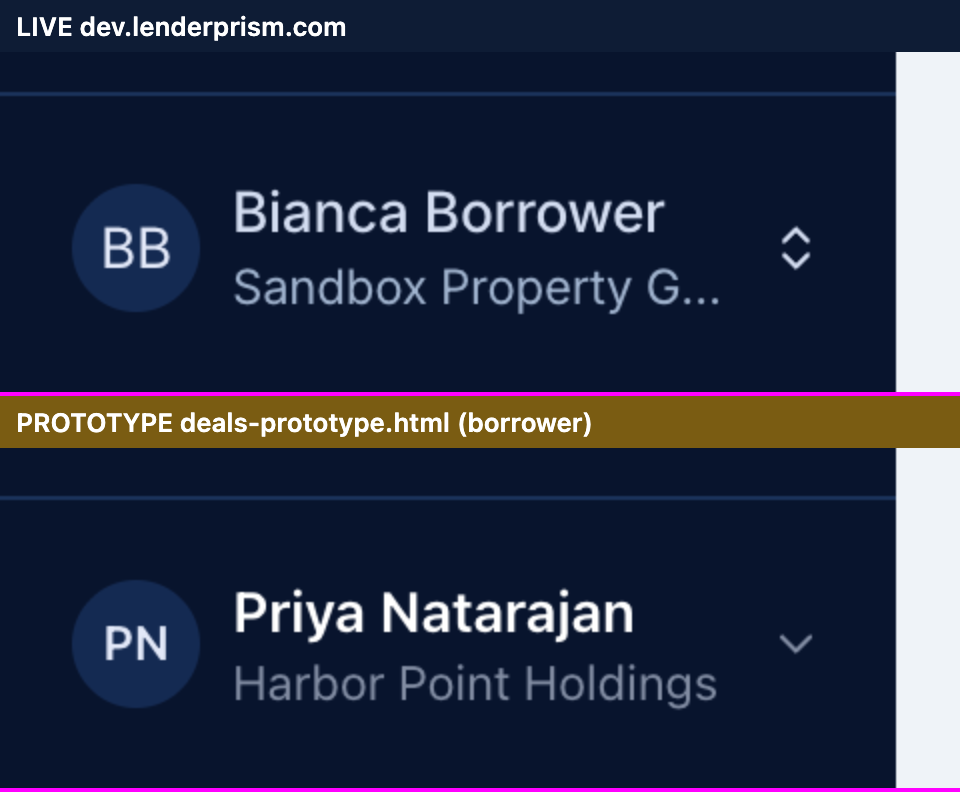 LIVE dev.lenderprism.com
BB
Bianca Borrower
Sandbox Property G...
PROTOTYPE deals-prototype.html (borrower)
PN
Priya Natarajan
Harbor Point Holdings